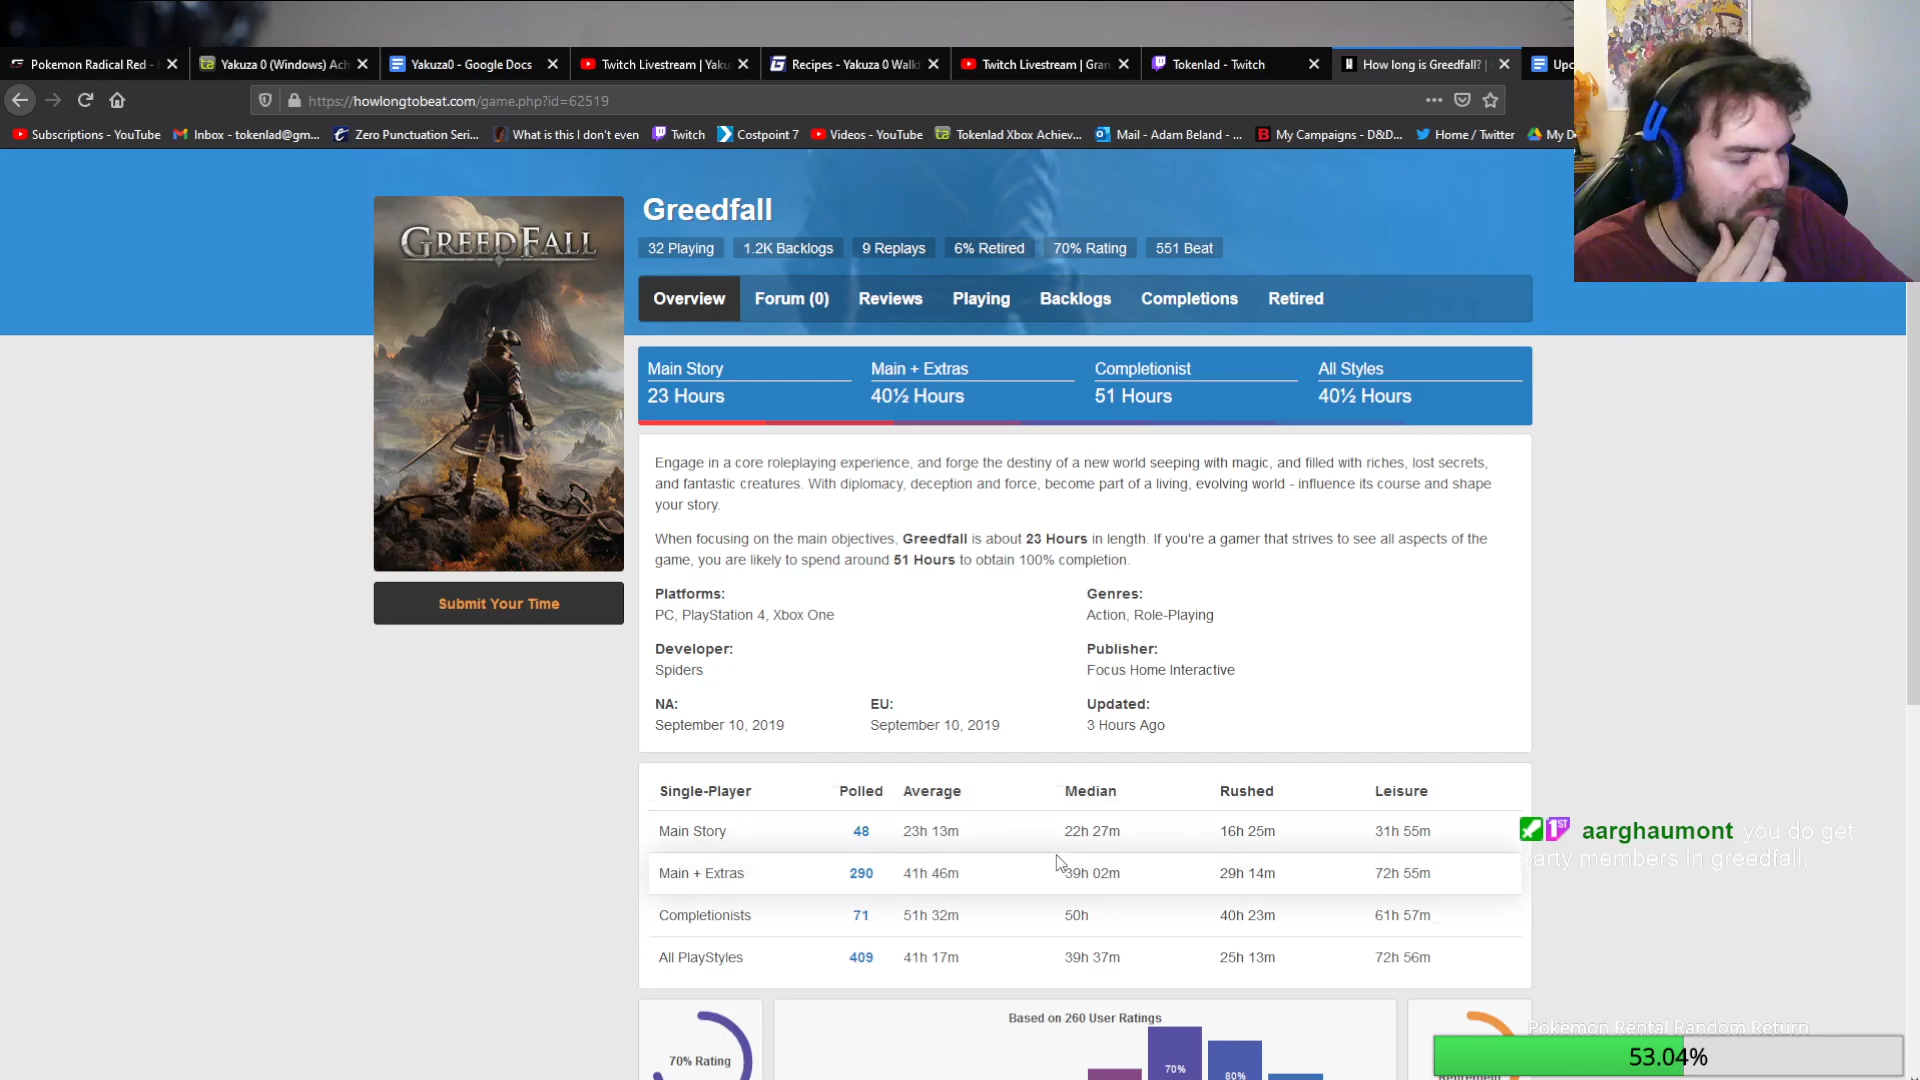 Pokemon Radical Red -
Yakuza 0 (Windows) Ach
Yakuza0 - Google Docs
Twitch Livestream | Yaku
Recipes - Yakuza 0 Walkt
Twitch Livestream | Gran
Tokenlad - Twitch
How long is Greedfall? |
Upc
https://howlongtobeat.com/game.php?id=62519
Subscriptions - YouTube
Inbox - tokenlad@gm...
Zero Punctuation Seri...
What is this I don't even
Twitch
Costpoint 7
Videos - YouTube
Tokenlad Xbox Achiev...
Mail - Adam Beland - ...
My Campaigns - D&D...
Home / Twitter
My D
GREEDFALL
Greedfall
32 Playing 1.2K Backlogs 9 Replays 6% Retired 70% Rating 551 Beat
Overview Forum (0) Reviews Playing Backlogs Completions Retired
Main Story Main + Extras Completionist All Styles
23 Hours 40½ Hours 51 Hours 40½ Hours
Engage in a core roleplaying experience, and forge the destiny of a new world seeping with magic, and filled with riches, lost secrets,
and fantastic creatures. With diplomacy, deception and force, become part of a living, evolving world - influence its course and shape
your story.
When focusing on the main objectives, Greedfall is about 23 Hours in length. If you're a gamer that strives to see all aspects of the
game, you are likely to spend around 51 Hours to obtain 100% completion.
Submit Your Time
Platforms: Genres:
PC, PlayStation 4, Xbox One Action, Role-Playing
Developer: Publisher:
Spiders Focus Home Interactive
NA: EU: Updated:
September 10, 2019 September 10, 2019 3 Hours Ago
Single-Player Polled Average Median Rushed Leisure
Main Story 48 23h 13m 22h 27m 16h 25m 31h 55m
Main + Extras 290 41h 46m 39h 02m 29h 14m 72h 55m
Completionists 71 51h 32m 50h 40h 23m 61h 57m
All PlayStyles 409 41h 17m 39h 37m 25h 13m 72h 56m
1ST aarghaumont you do get
party members in greedfall.
Based on 260 User Ratings
70% Rating
70%
80%
Pokemon Rental Random Return
53.04%